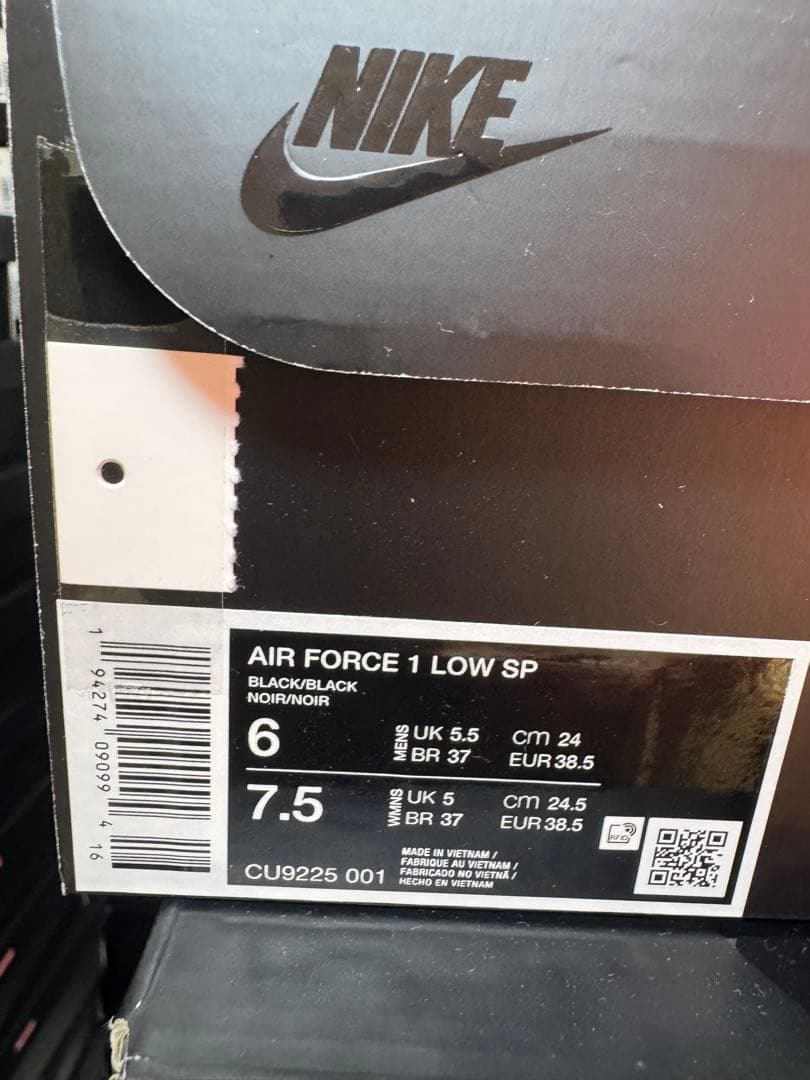 NIKE
AIR FORCE 1 LOW SP
BLACK/BLACK
NOIR/NOIR
6 MENS UK 5.5 cm 24
BR 37 EUR 38.5
7.5 WMNS UK 5 cm 24.5
BR 37 EUR 38.5
RFID
CU9225 001
MADE IN VIETNAM /
FABRIQUE AU VIETNAM /
FABRICADO NO VIETNÃ /
HECHO EN VIETNAM
1 94274 09099 4 16